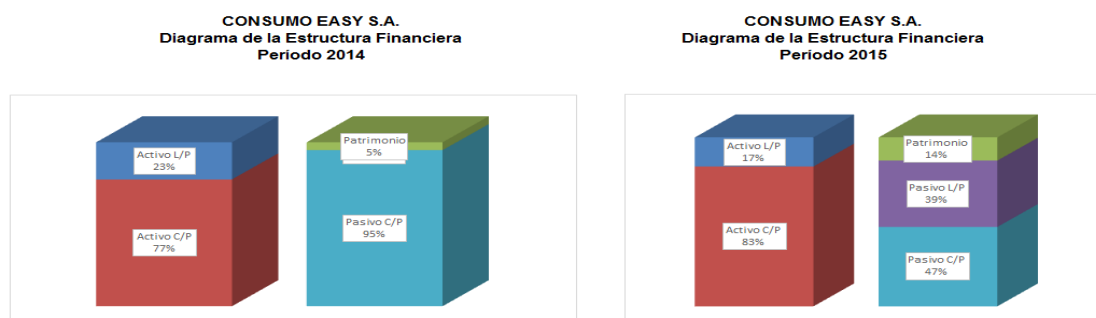 CONSUMO EASY S.A.
Diagrama de la Estructura Financiera
Periodo 2014
Activo L/P
23%
Activo C/P
77%
Patrimonio
5%
Pasivo C/P
95%
CONSUMO EASY S.A.
Diagrama de la Estructura Financiera
Periodo 2015
Activo L/P
17%
Activo C/P
83%
Patrimonio
14%
Pasivo L/P
39%
Pasivo C/P
47%